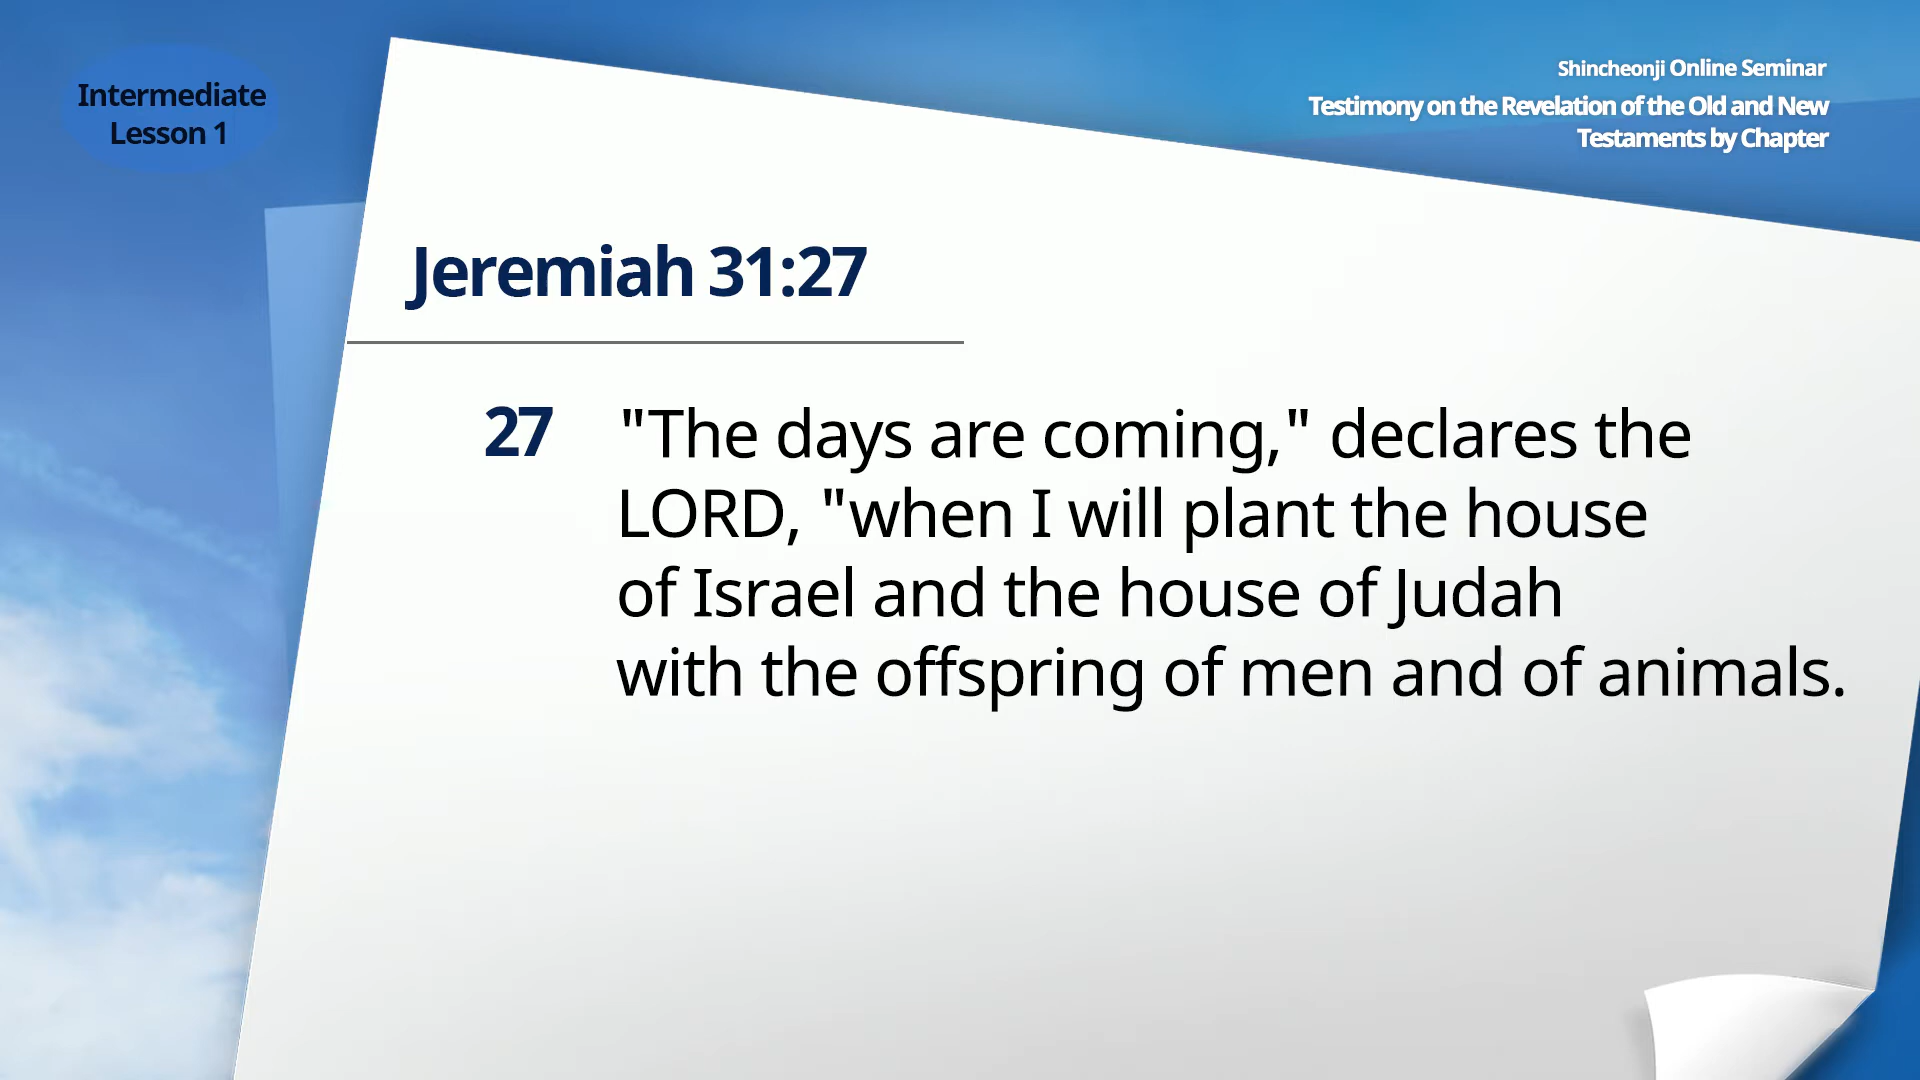 Intermediate
Lesson 1
Shincheonji Online Seminar
Testimony on the Revelation of the Old and New
Testaments by Chapter
Jeremiah 31:27
27 "The days are coming," declares the
LORD, "when I will plant the house
of Israel and the house of Judah
with the offspring of men and of animals.